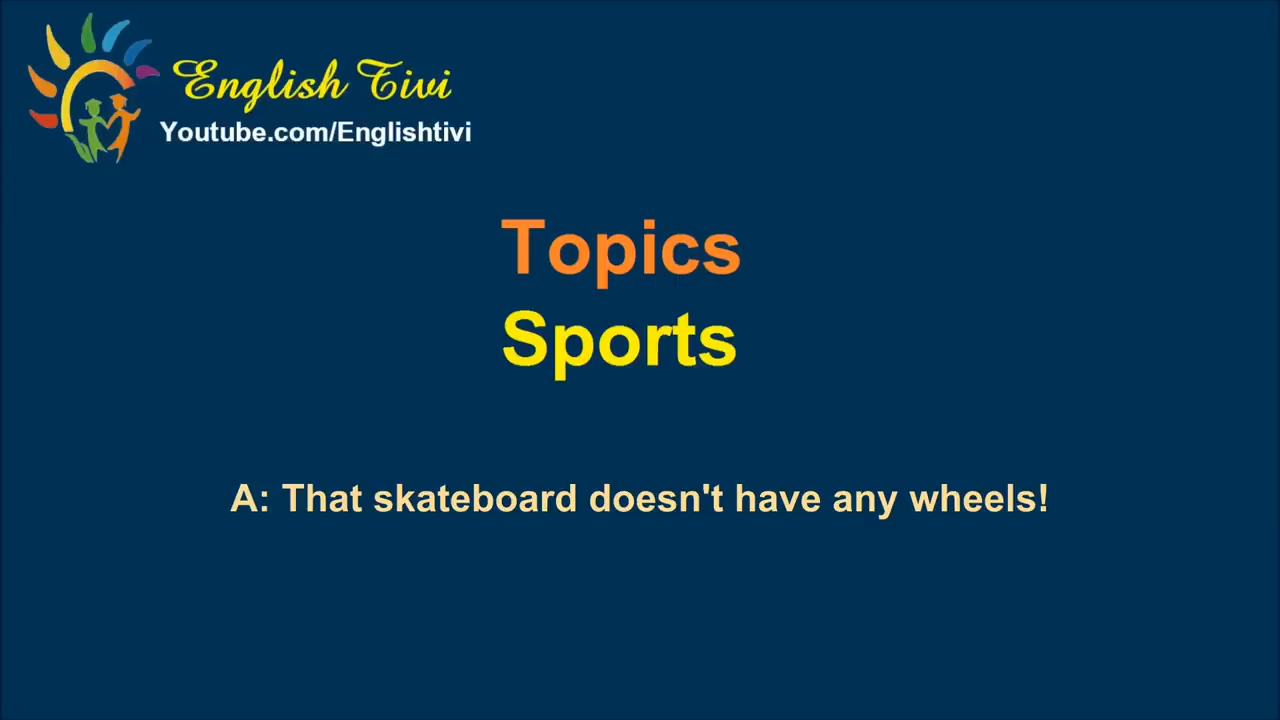 English Tivi
Youtube.com/Englishtivi
Topics
Sports
A: That skateboard doesn't have any wheels!